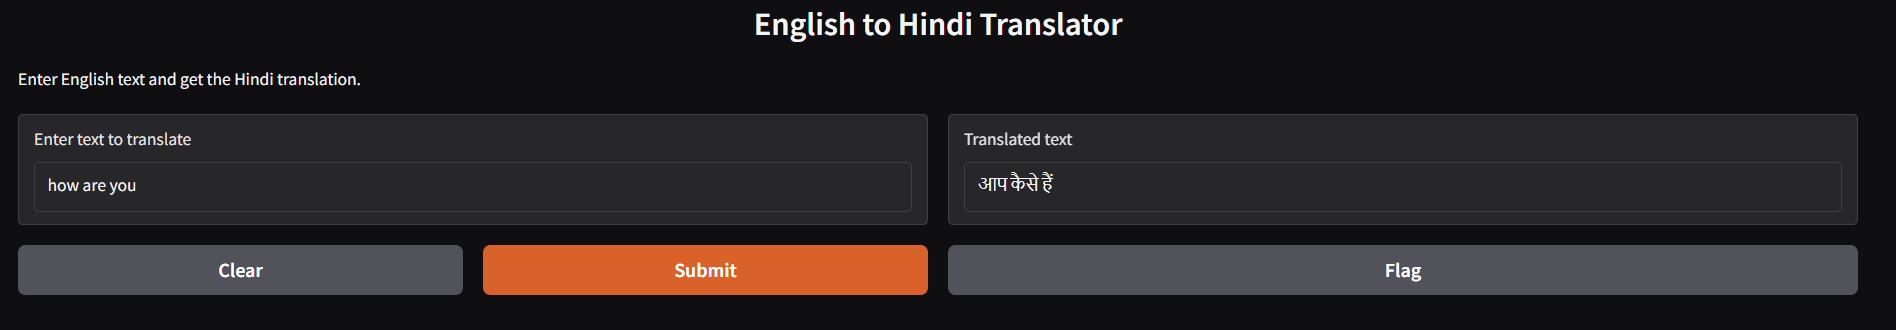 English to Hindi Translator
Enter English text and get the Hindi translation.
Enter text to translate
how are you
Translated text
आप कैसे हैं
Clear
Submit
Flag